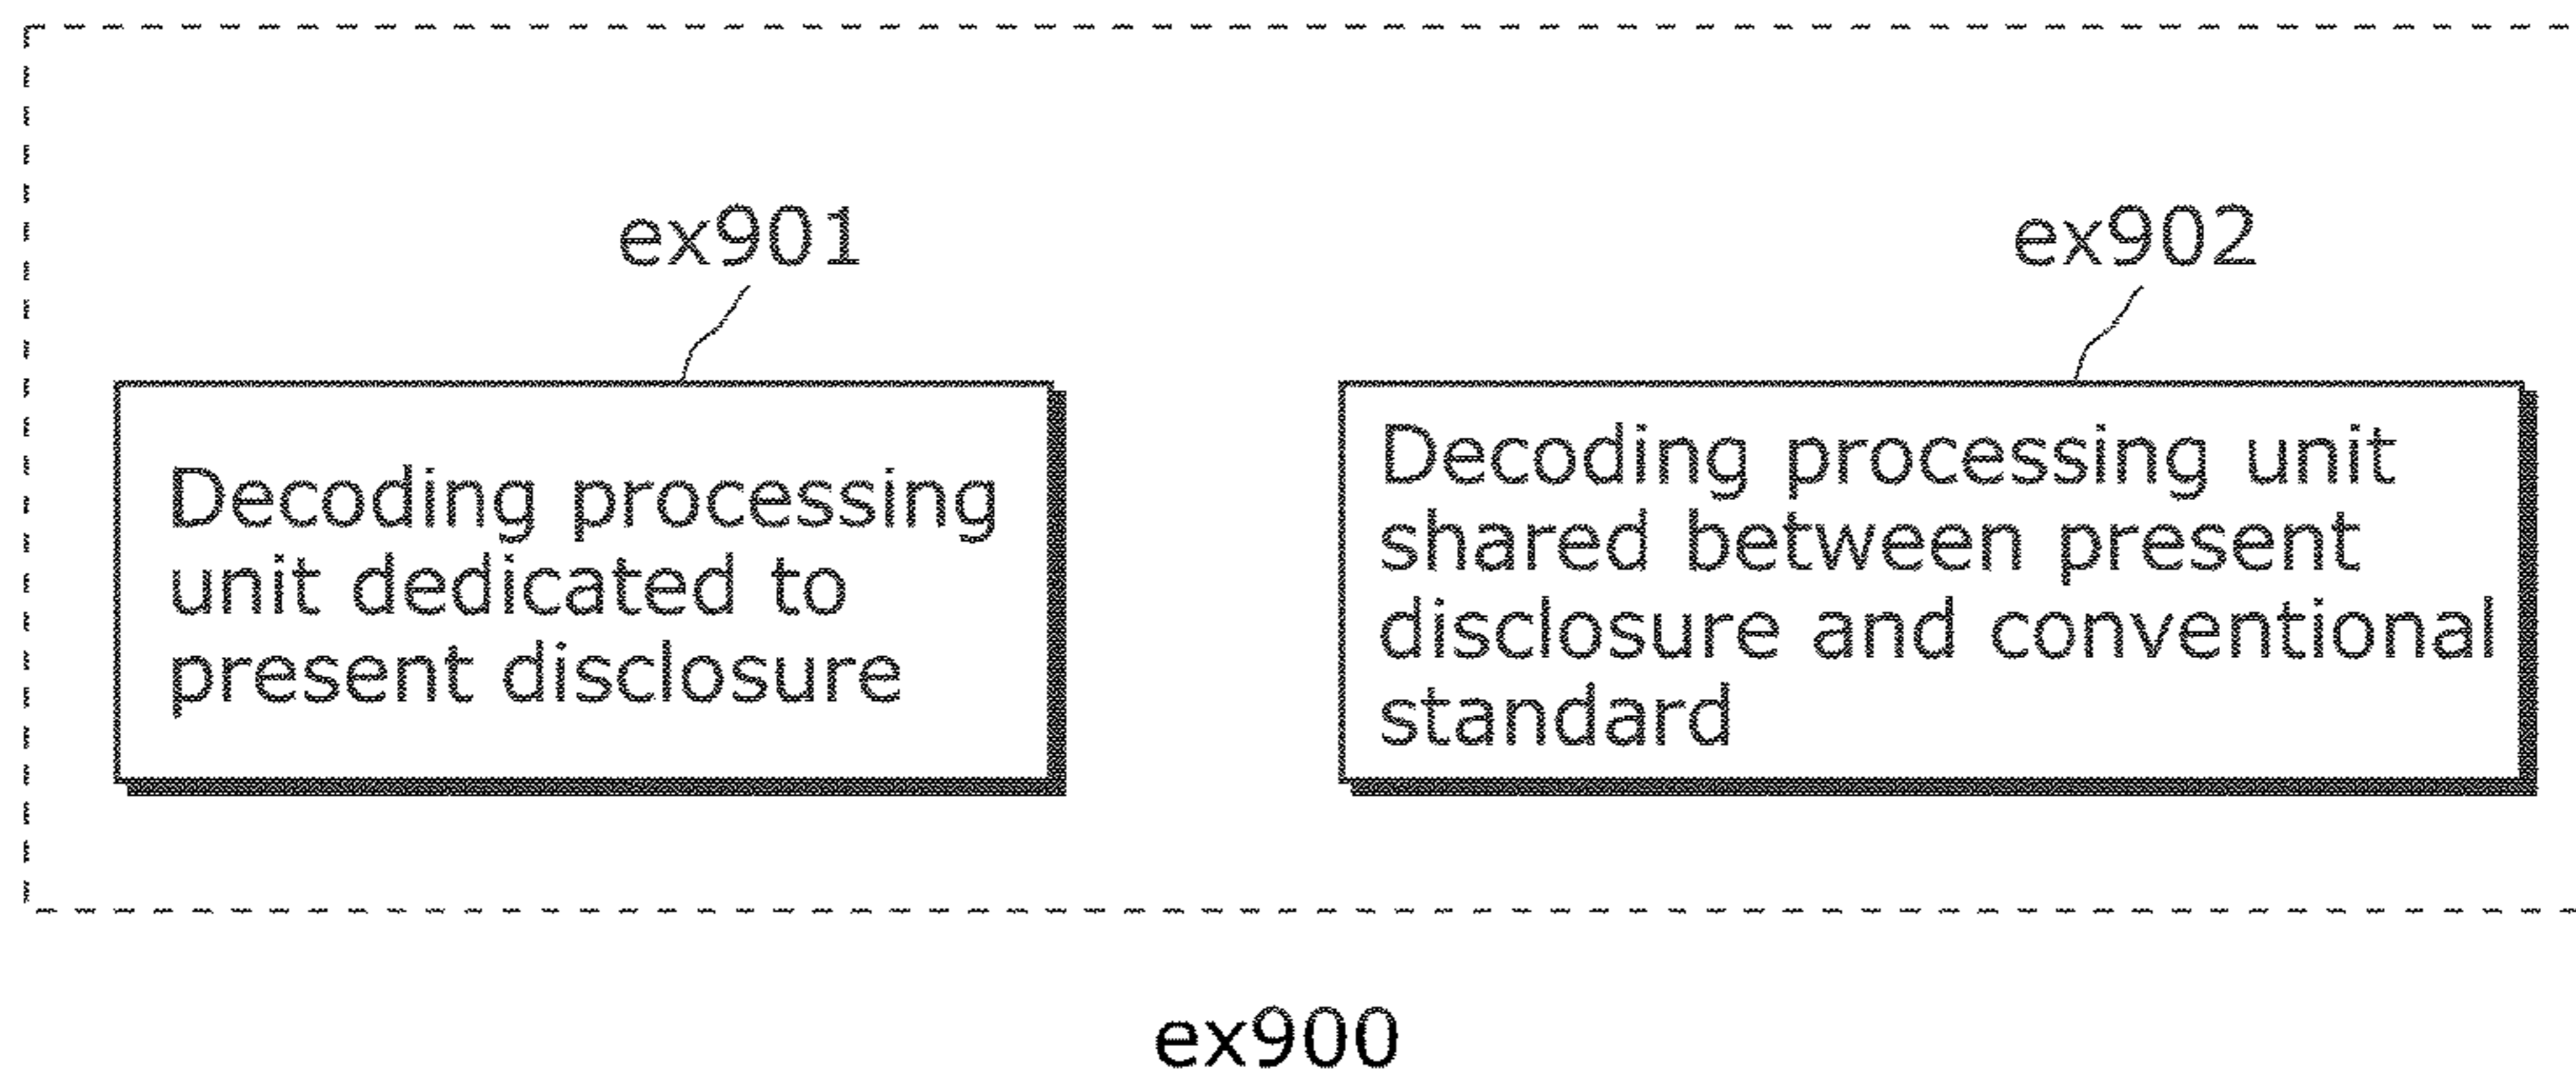 ex901
Decoding processing
unit dedicated to
present disclosure
ex902
Decoding processing unit
shared between present
disclosure and conventional
standard
ex900